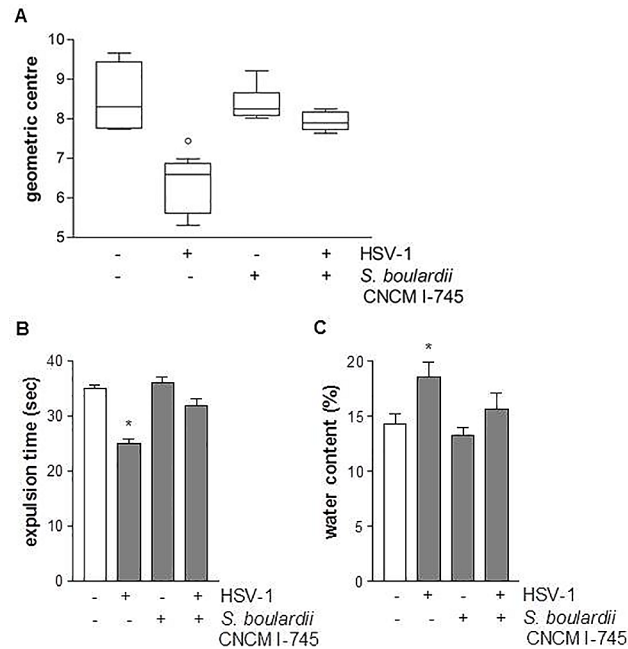 A
geometric centre
10
9
8
7
6
5
- + - + HSV-1
- - + + S. boulardii
CNCM I-745
B
expulsion time (sec)
40
30
20
10
0
*
- + - + HSV-1
- - + + S. boulardii
CNCM I-745
C
water content (%)
20
15
10
5
0
*
- + - + HSV-1
- - + + S. boulardii
CNCM I-745